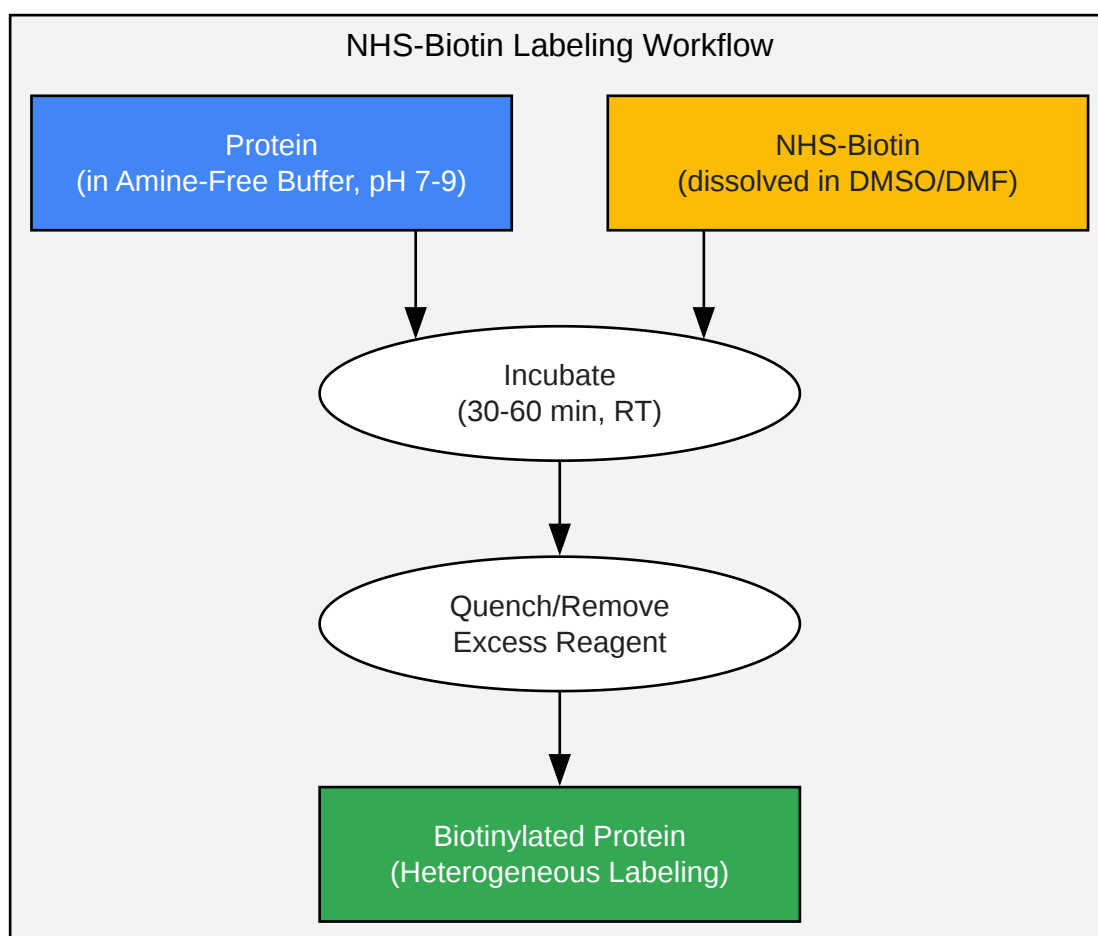 NHS-Biotin Labeling Workflow
Protein
(in Amine-Free Buffer, pH 7-9)
NHS-Biotin
(dissolved in DMSO/DMF)
Incubate
(30-60 min, RT)
Quench/Remove
Excess Reagent
Biotinylated Protein
(Heterogeneous Labeling)